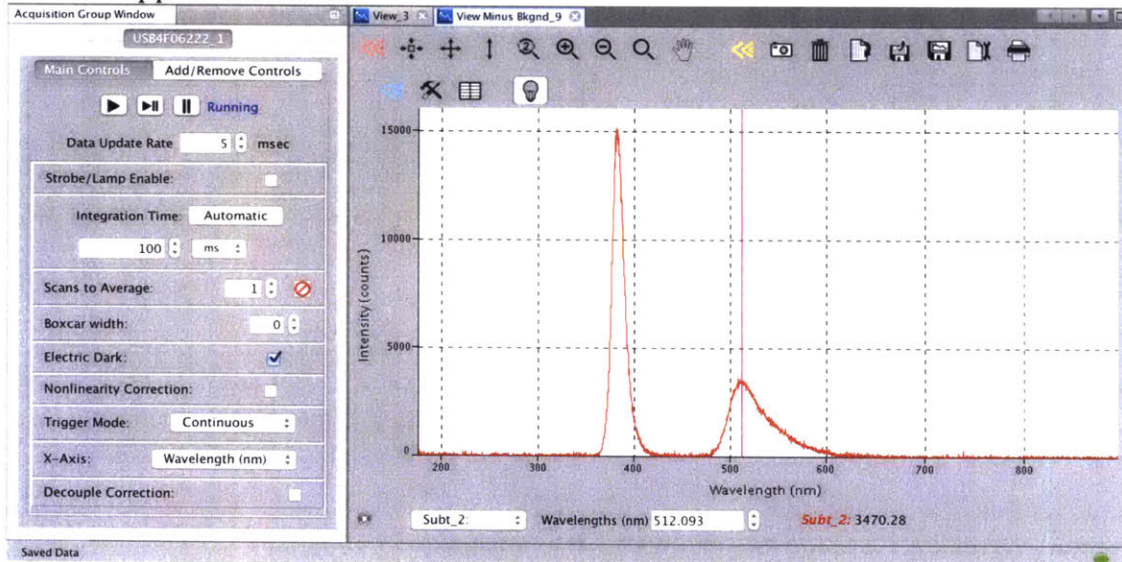 Acquisition Group Window
USB4F06222_1
Main Controls Add/Remove Controls
Running
Data Update Rate 5 msec
Strobe/Lamp Enable:
Integration Time: Automatic
100 ms
Scans to Average: 1
Boxcar width: 0
Electric Dark:
Nonlinearity Correction:
Trigger Mode: Continuous
X-Axis: Wavelength (nm)
Decouple Correction:
Saved Data
View_3 View Minus Bkgnd_9
2
Intensity (counts)
15000
10000
5000
0
200 300 400 500 600 700 800
Wavelength (nm)
Subt_2: Wavelengths (nm) 512.093 Subt_2: 3470.28